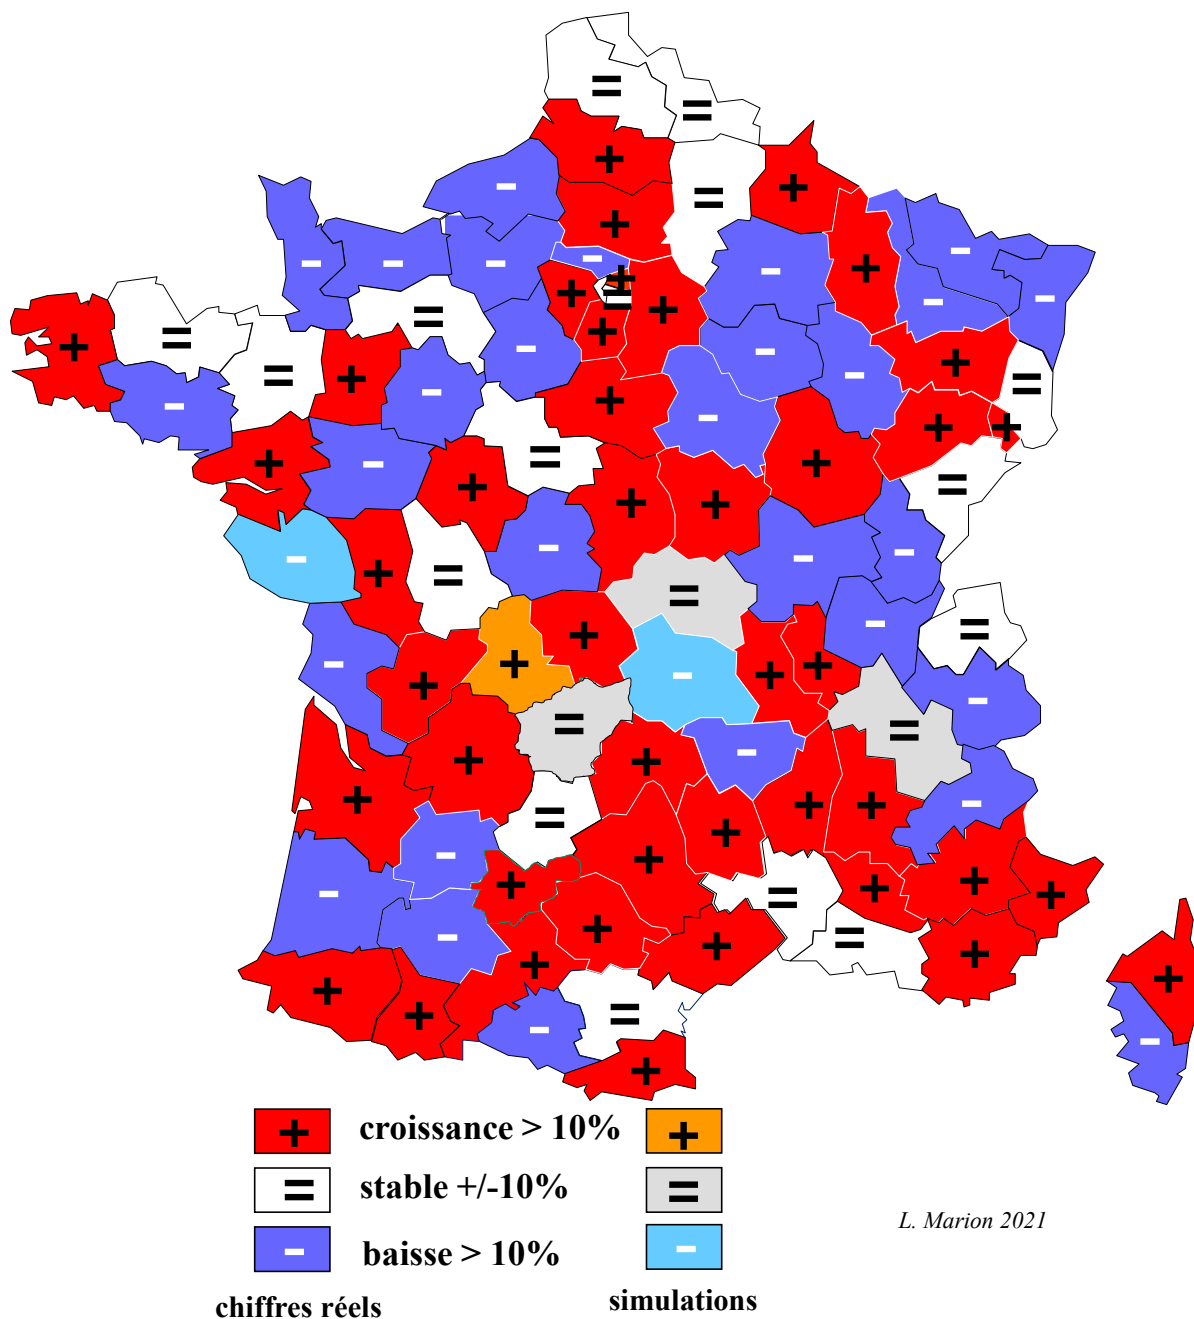 croissance > 10%
stable +/-10%
baisse > 10%
chiffres réels
simulations
L. Marion 2021